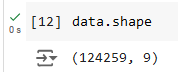 [12] data.shape
0s
(124259, 9)